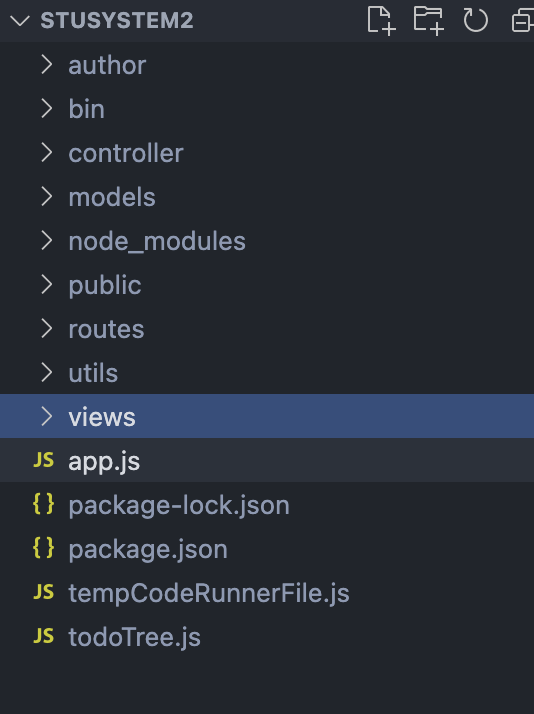 STUSYSTEM2
author
bin
controller
models
node_modules
public
routes
utils
views
JS app.js
{} package-lock.json
{} package.json
JS tempCodeRunnerFile.js
JS todoTree.js